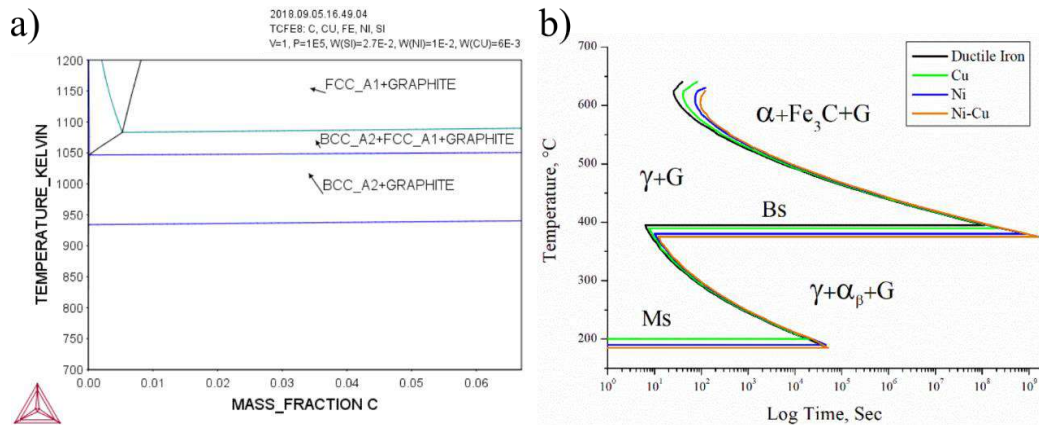 a)
2018.09.05.16.49.04
TCFE8: C, CU, FE, NI, SI
V=1, P=1E5, W(SI)=2.7E-2, W(NI)=1E-2, W(CU)=6E-3
1200
1150
1100
1050
1000
950
900
850
800
750
700
TEMPERATURE_KELVIN
FCC_A1+GRAPHITE
BCC_A2+FCC_A1+GRAPHITE
BCC_A2+GRAPHITE
0.00 0.01 0.02 0.03 0.04 0.05 0.06
MASS_FRACTION C
b)
700
600
500
400
300
200
Temperature, °C
Ductile Iron
Cu
Ni
Ni-Cu
α+Fe₃C+G
γ+G
Bs
γ+αᵦ+G
Ms
10⁰ 10¹ 10² 10³ 10⁴ 10⁵ 10⁶ 10⁷ 10⁸ 10⁹
Log Time, Sec